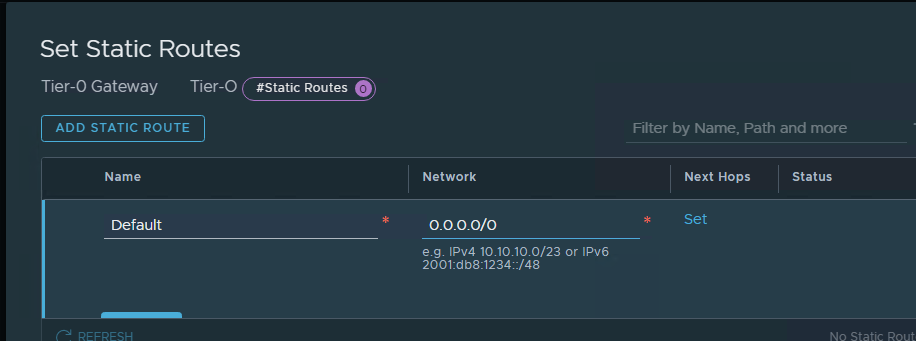 Set Static Routes
Tier-0 Gateway Tier-O #Static Routes 0
ADD STATIC ROUTE
Filter by Name, Path and more
Name Network Next Hops Status
Default * 0.0.0.0/0 * Set
e.g. IPv4 10.10.10.0/23 or IPv6
2001:db8:1234::/48
REFRESH No Static Rout